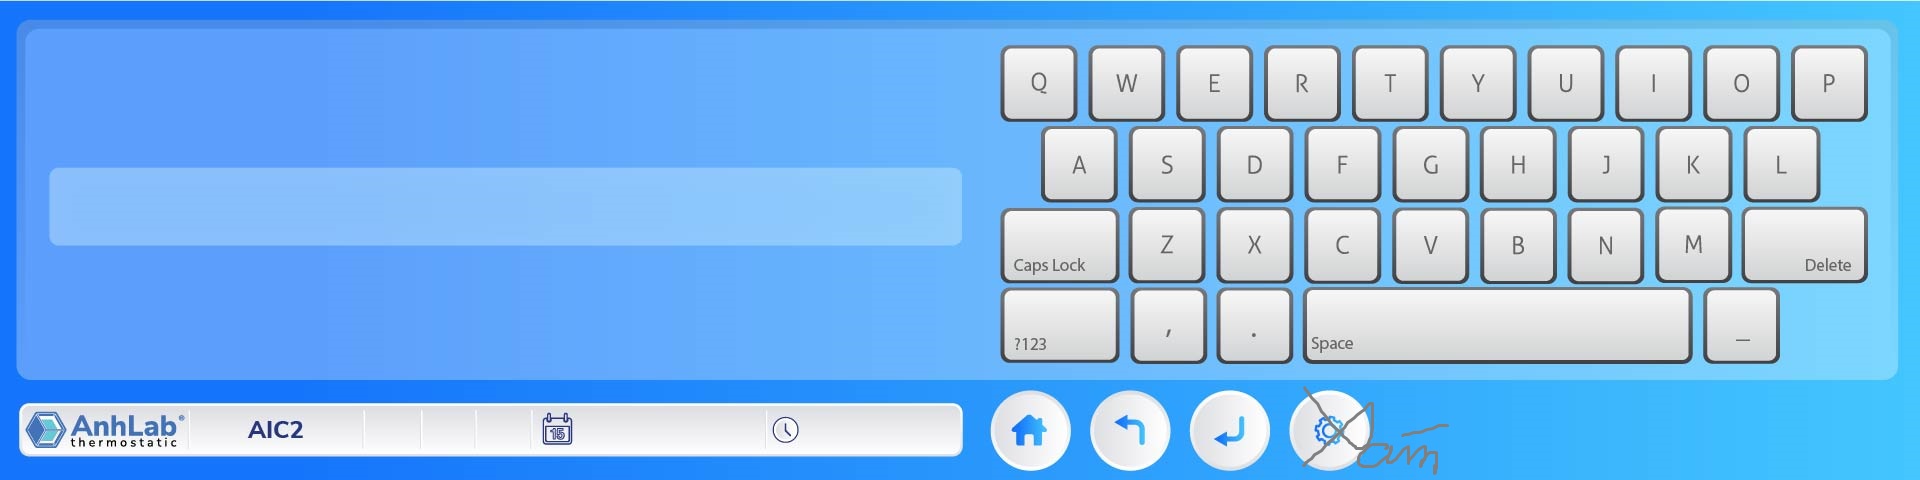 Q W E R T Y U I O P
A S D F G H J K L
Caps Lock Z X C V B N M Delete
?123 , . Space _
AnhLab® AIC2 15
thermostatic